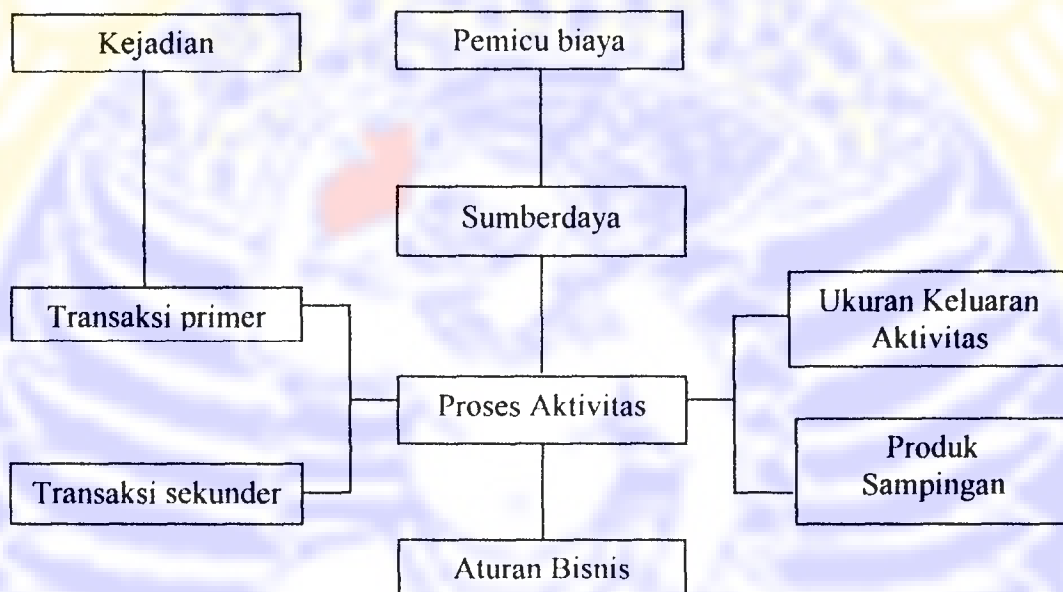 Kejadian
Pemicu biaya
Sumberdaya
Transaksi primer
Ukuran Keluaran
Aktivitas
Proses Aktivitas
Produk
Sampingan
Transaksi sekunder
Aturan Bisnis